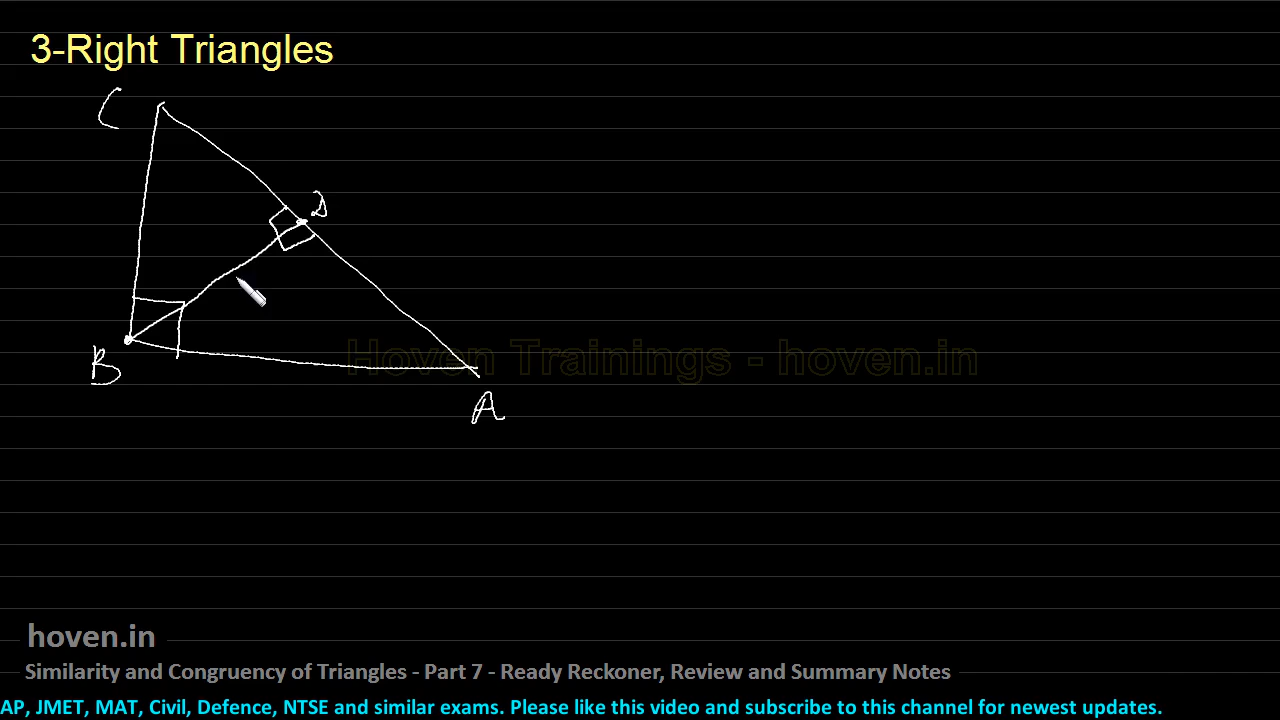 3-Right Triangles
C
D
B
A
Hoven Trainings - hoven.in
hoven.in
Similarity and Congruency of Triangles - Part 7 - Ready Reckoner, Review and Summary Notes
AP, JMET, MAT, Civil, Defence, NTSE and similar exams. Please like this video and subscribe to this channel for newest updates.